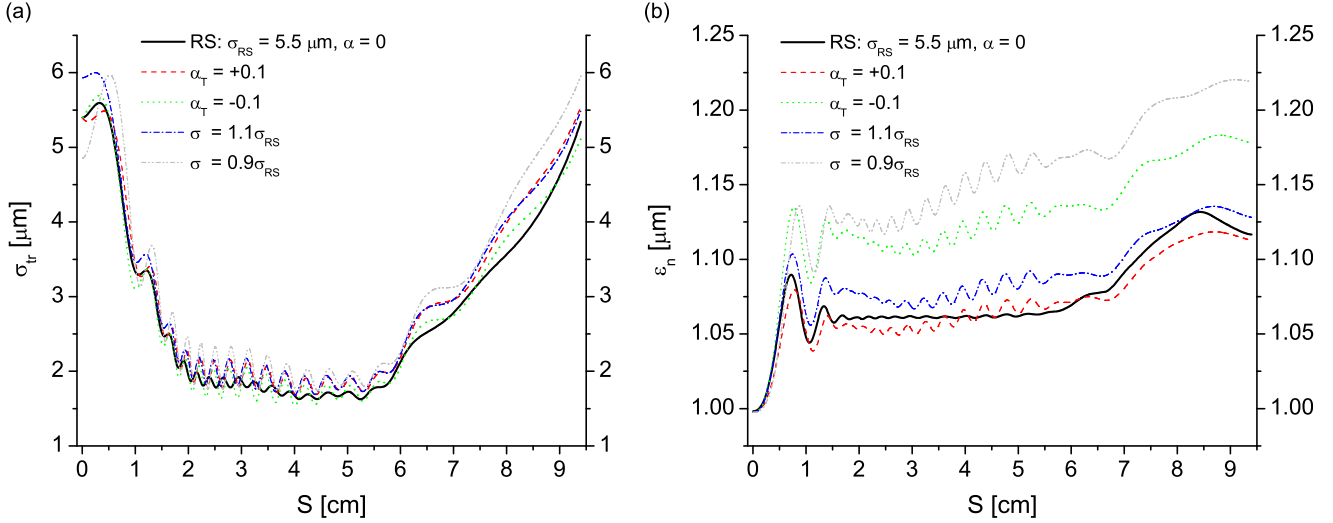 (a)
RS: σRS = 5.5 μm, α = 0
αT = +0.1
αT = -0.1
σ = 1.1σRS
σ = 0.9σRS
6
5
4
3
2
1
6
5
4
3
2
1
σtr [μm]
0 1 2 3 4 5 6 7 8 9
S [cm]
(b)
RS: σRS = 5.5 μm, α = 0
αT = +0.1
αT = -0.1
σ = 1.1σRS
σ = 0.9σRS
1.25
1.20
1.15
1.10
1.05
1.00
1.25
1.20
1.15
1.10
1.05
1.00
εn [μm]
0 1 2 3 4 5 6 7 8 9
S [cm]